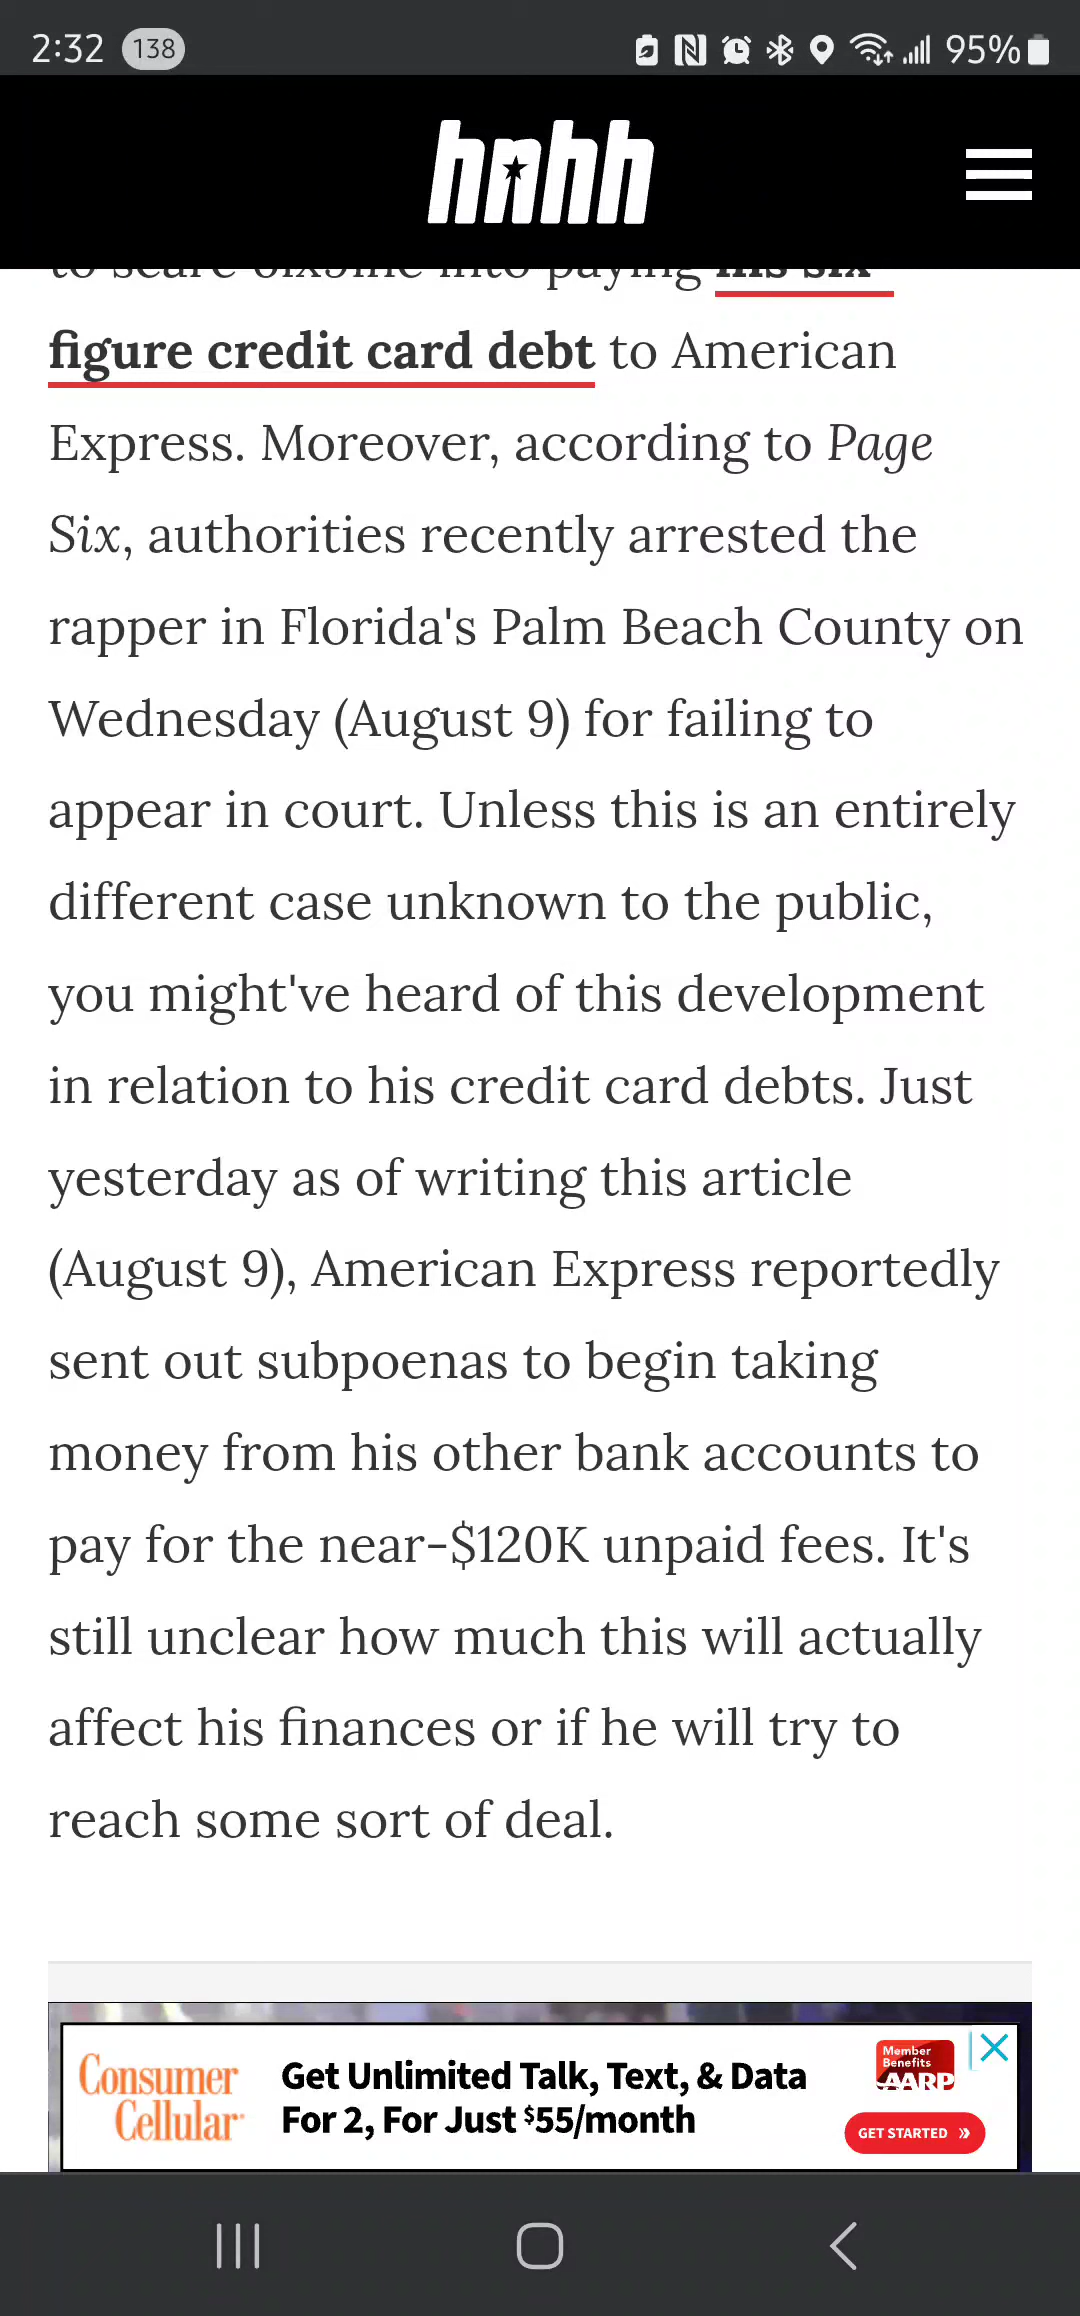 2:32 138 95%
hnhh
to scare 6ix9ine into paying his six
figure credit card debt to American
Express. Moreover, according to Page
Six, authorities recently arrested the
rapper in Florida's Palm Beach County on
Wednesday (August 9) for failing to
appear in court. Unless this is an entirely
different case unknown to the public,
you might've heard of this development
in relation to his credit card debts. Just
yesterday as of writing this article
(August 9), American Express reportedly
sent out subpoenas to begin taking
money from his other bank accounts to
pay for the near-$120K unpaid fees. It's
still unclear how much this will actually
affect his finances or if he will try to
reach some sort of deal.
Consumer
Cellular
Get Unlimited Talk, Text, & Data
For 2, For Just $55/month
Member
Benefits
AARP
GET STARTED »